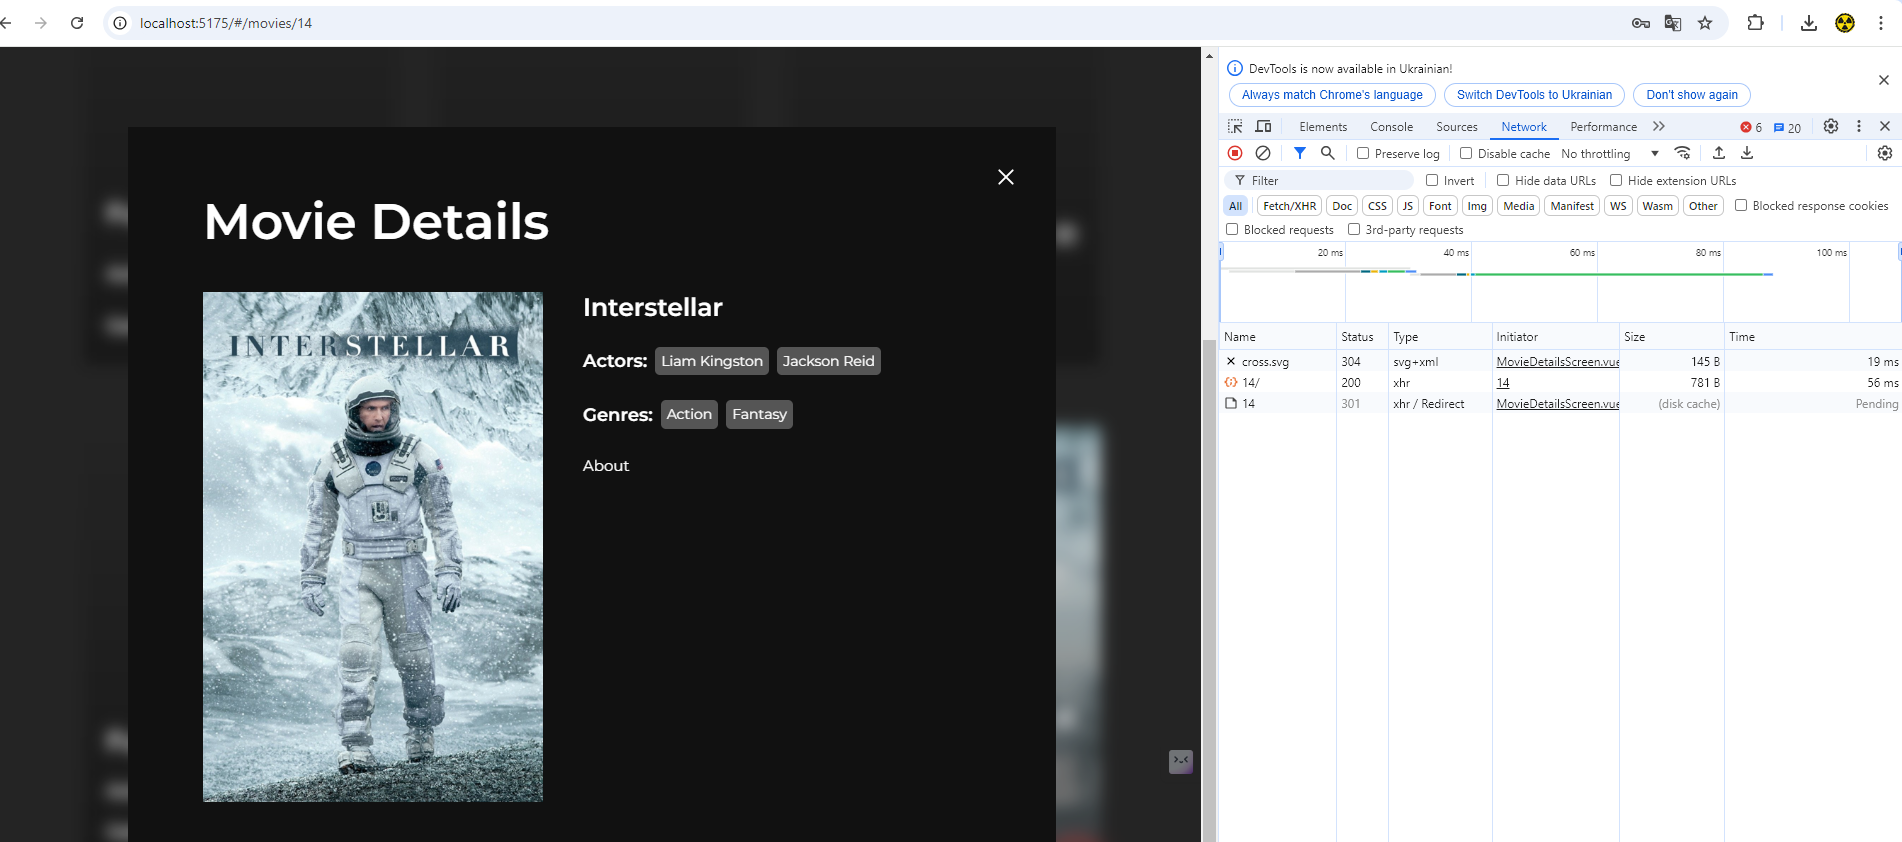 localhost:5175/#/movies/14
Movie Details
INTERSTELLAR
Interstellar
Actors: Liam Kingston Jackson Reid
Genres: Action Fantasy
About
DevTools is now available in Ukrainian!
Always match Chrome's language Switch DevTools to Ukrainian Don't show again
Elements Console Sources Network Performance 6 20
Preserve log Disable cache No throttling
Filter Invert Hide data URLs Hide extension URLs
All Fetch/XHR Doc CSS JS Font Img Media Manifest WS Wasm Other Blocked response cookies
Blocked requests 3rd-party requests
20 ms 40 ms 60 ms 80 ms 100 ms
Name Status Type Initiator Size Time
cross.svg 304 svg+xml MovieDetailsScreen.vue 145 B 19 ms
14/ 200 xhr 14 781 B 56 ms
14 301 xhr / Redirect MovieDetailsScreen.vue (disk cache) Pending